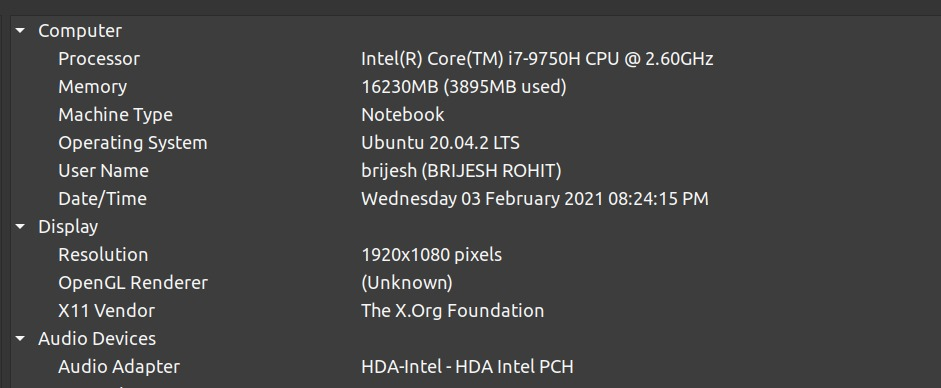 Computer
Processor Intel(R) Core(TM) i7-9750H CPU @ 2.60GHz
Memory 16230MB (3895MB used)
Machine Type Notebook
Operating System Ubuntu 20.04.2 LTS
User Name brijesh (BRIJESH ROHIT)
Date/Time Wednesday 03 February 2021 08:24:15 PM
Display
Resolution 1920x1080 pixels
OpenGL Renderer (Unknown)
X11 Vendor The X.Org Foundation
Audio Devices
Audio Adapter HDA-Intel - HDA Intel PCH